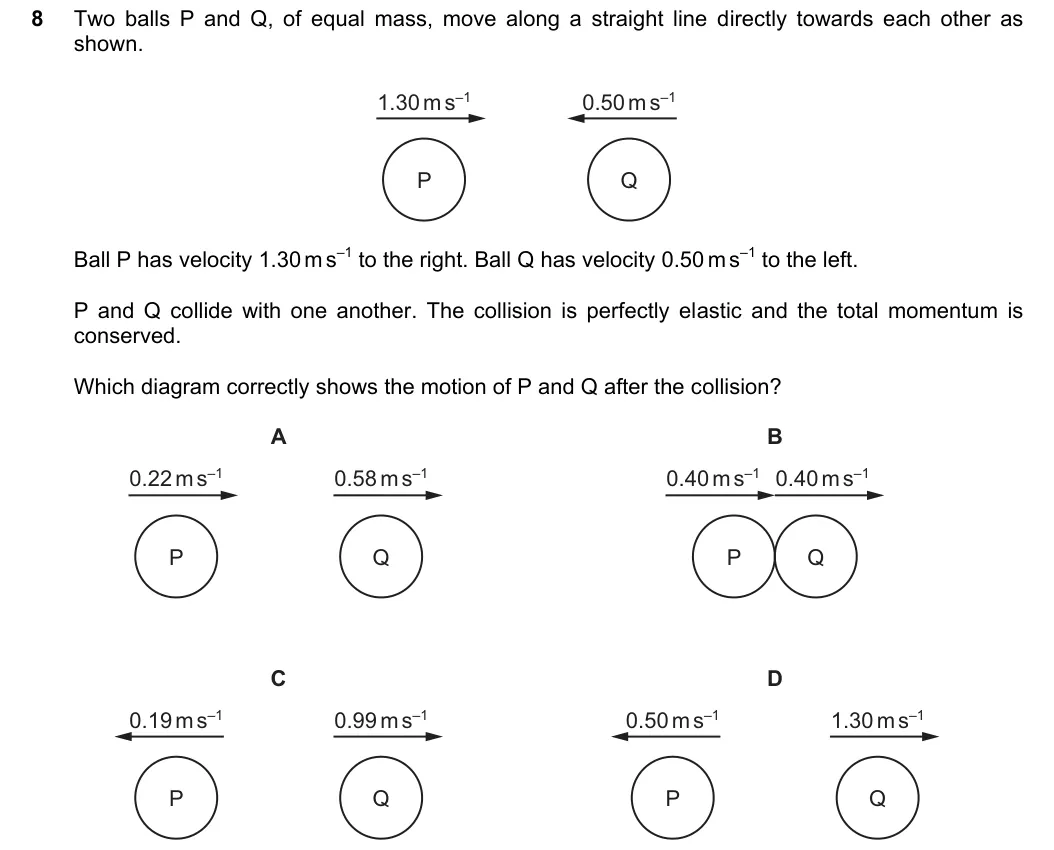 8 Two balls P and Q, of equal mass, move along a straight line directly towards each other as
shown.
1.30 m s⁻¹ 0.50 m s⁻¹
P Q
Ball P has velocity 1.30 m s⁻¹ to the right. Ball Q has velocity 0.50 m s⁻¹ to the left.
P and Q collide with one another. The collision is perfectly elastic and the total momentum is
conserved.
Which diagram correctly shows the motion of P and Q after the collision?
A B
0.22 m s⁻¹ 0.58 m s⁻¹ 0.40 m s⁻¹ 0.40 m s⁻¹
P Q P Q
C D
0.19 m s⁻¹ 0.99 m s⁻¹ 0.50 m s⁻¹ 1.30 m s⁻¹
P Q P Q